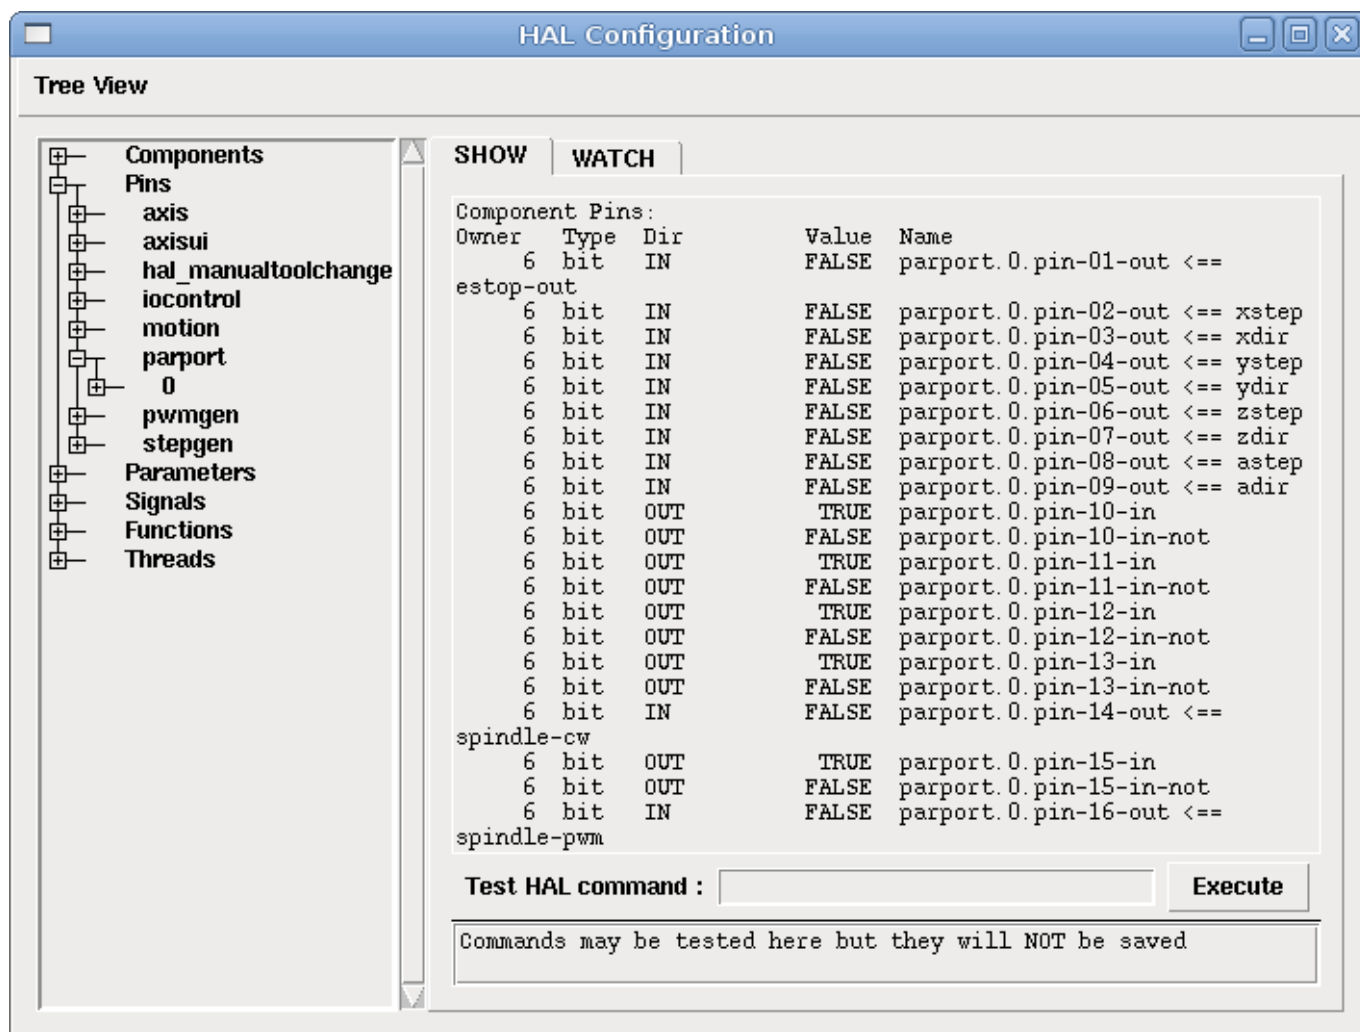 HAL Configuration
Tree View
Components
Pins
axis
axisui
hal_manualtoolchange
iocontrol
motion
parport
0
pwmgen
stepgen
Parameters
Signals
Functions
Threads
SHOW WATCH
Component Pins:
Owner Type Dir Value Name
6 bit IN FALSE parport.0.pin-01-out <==
estop-out
6 bit IN FALSE parport.0.pin-02-out <== xstep
6 bit IN FALSE parport.0.pin-03-out <== xdir
6 bit IN FALSE parport.0.pin-04-out <== ystep
6 bit IN FALSE parport.0.pin-05-out <== ydir
6 bit IN FALSE parport.0.pin-06-out <== zstep
6 bit IN FALSE parport.0.pin-07-out <== zdir
6 bit IN FALSE parport.0.pin-08-out <== astep
6 bit IN FALSE parport.0.pin-09-out <== adir
6 bit OUT TRUE parport.0.pin-10-in
6 bit OUT FALSE parport.0.pin-10-in-not
6 bit OUT TRUE parport.0.pin-11-in
6 bit OUT FALSE parport.0.pin-11-in-not
6 bit OUT TRUE parport.0.pin-12-in
6 bit OUT FALSE parport.0.pin-12-in-not
6 bit OUT TRUE parport.0.pin-13-in
6 bit OUT FALSE parport.0.pin-13-in-not
6 bit IN FALSE parport.0.pin-14-out <==
spindle-cw
6 bit OUT TRUE parport.0.pin-15-in
6 bit OUT FALSE parport.0.pin-15-in-not
6 bit IN FALSE parport.0.pin-16-out <==
spindle-pwm
Test HAL command : Execute
Commands may be tested here but they will NOT be saved